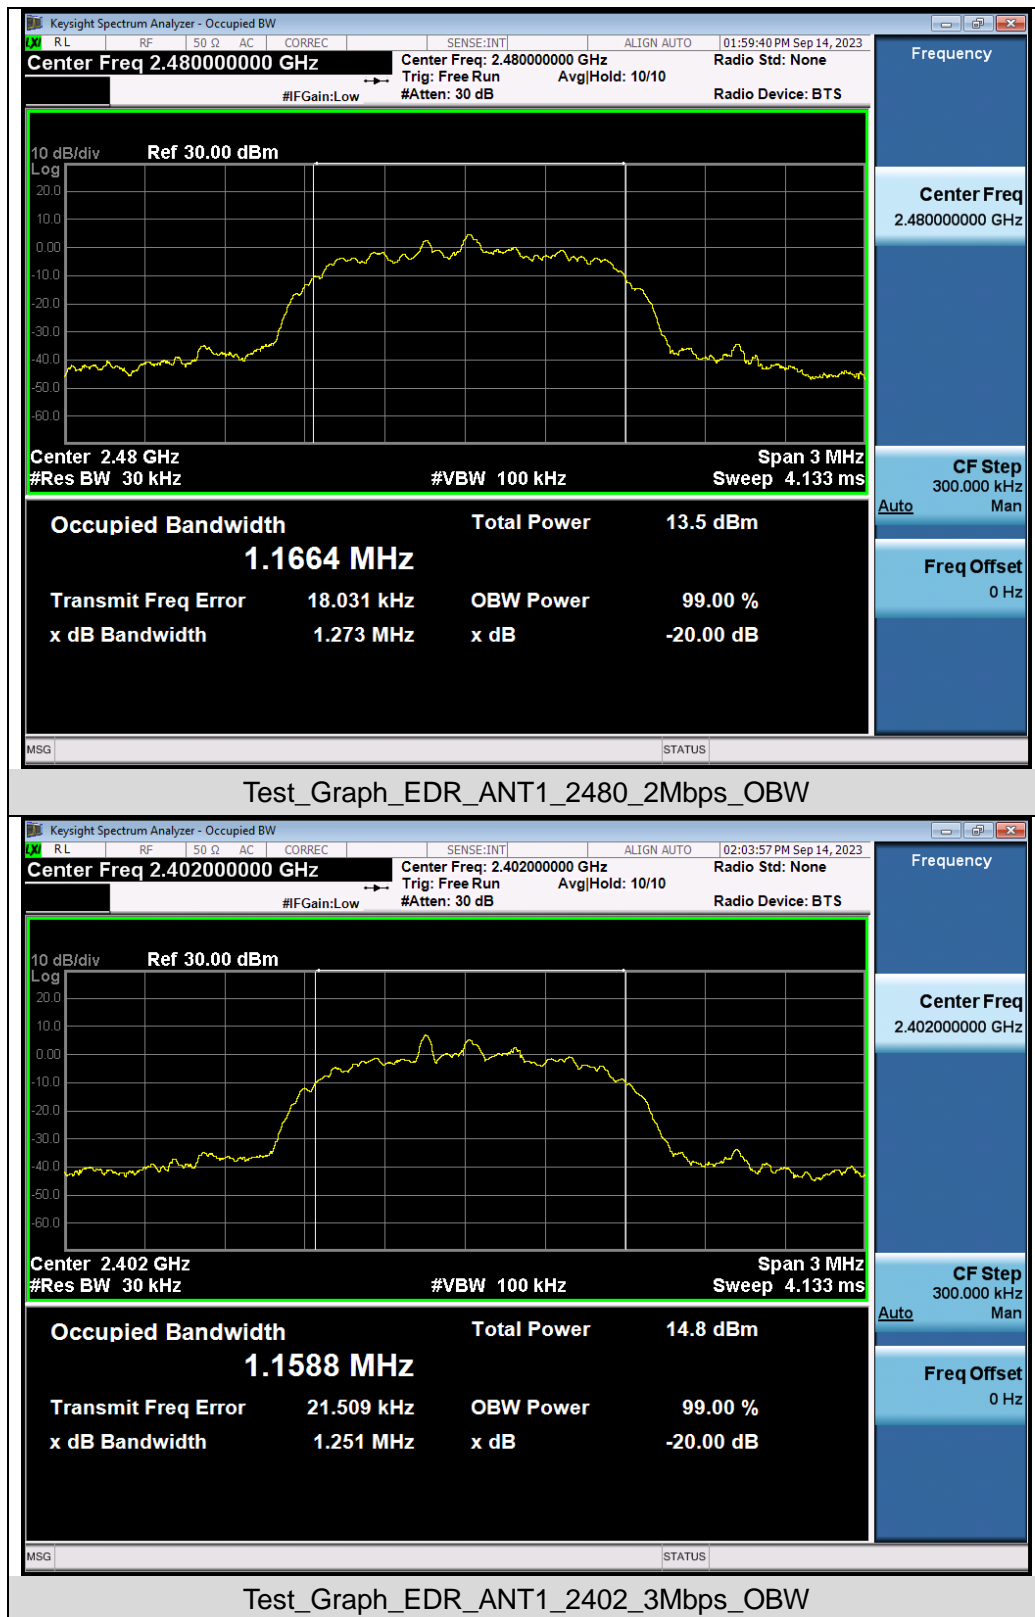 Keysight Spectrum Analyzer - Occupied BW
LXI RL RF 50 Ω AC CORREC SENSE:INT ALIGN AUTO 01:59:40 PM Sep 14, 2023
Center Freq 2.480000000 GHz Center Freq: 2.480000000 GHz Radio Std: None Frequency
Trig: Free Run Avg|Hold: 10/10
#IFGain:Low #Atten: 30 dB Radio Device: BTS
10 dB/div Ref 30.00 dBm
Log
20.0
10.0
0.00
-10.0
-20.0
-30.0
-40.0
-50.0
-60.0
Center Freq
2.480000000 GHz
Center 2.48 GHz Span 3 MHz
#Res BW 30 kHz #VBW 100 kHz Sweep 4.133 ms
CF Step
300.000 kHz
Auto Man
Occupied Bandwidth Total Power 13.5 dBm
1.1664 MHz
Transmit Freq Error 18.031 kHz OBW Power 99.00 %
x dB Bandwidth 1.273 MHz x dB -20.00 dB
Freq Offset
0 Hz
MSG STATUS
Test_Graph_EDR_ANT1_2480_2Mbps_OBW
Keysight Spectrum Analyzer - Occupied BW
LXI RL RF 50 Ω AC CORREC SENSE:INT ALIGN AUTO 02:03:57 PM Sep 14, 2023
Center Freq 2.402000000 GHz Center Freq: 2.402000000 GHz Radio Std: None Frequency
Trig: Free Run Avg|Hold: 10/10
#IFGain:Low #Atten: 30 dB Radio Device: BTS
10 dB/div Ref 30.00 dBm
Log
20.0
10.0
0.00
-10.0
-20.0
-30.0
-40.0
-50.0
-60.0
Center Freq
2.402000000 GHz
Center 2.402 GHz Span 3 MHz
#Res BW 30 kHz #VBW 100 kHz Sweep 4.133 ms
CF Step
300.000 kHz
Auto Man
Occupied Bandwidth Total Power 14.8 dBm
1.1588 MHz
Transmit Freq Error 21.509 kHz OBW Power 99.00 %
x dB Bandwidth 1.251 MHz x dB -20.00 dB
Freq Offset
0 Hz
MSG STATUS
Test_Graph_EDR_ANT1_2402_3Mbps_OBW